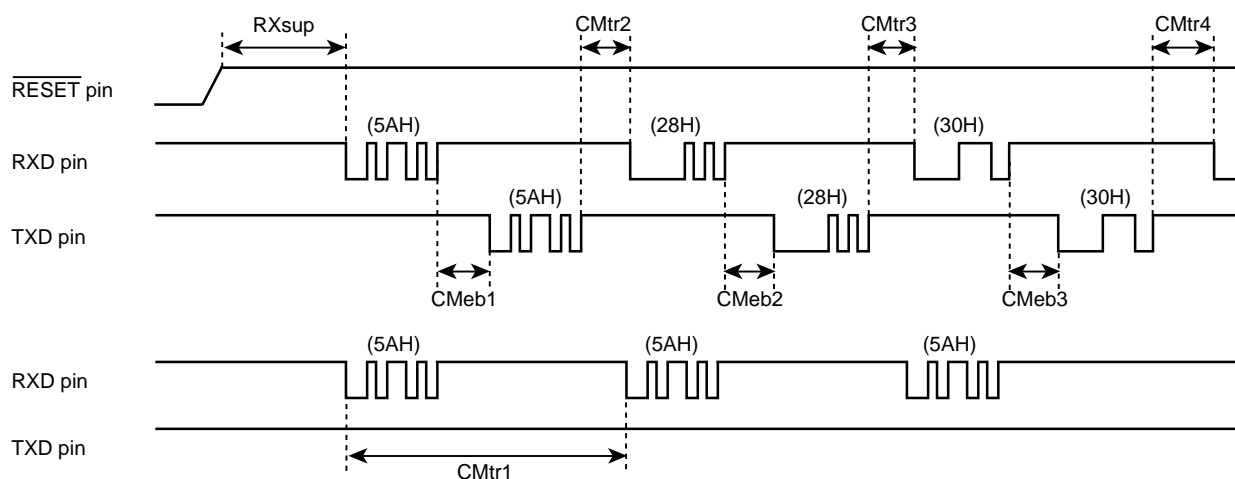 RXsup CMtr2 CMtr3 CMtr4
RESET pin
(5AH) (28H) (30H)
RXD pin
(5AH) (28H) (30H)
TXD pin
CMeb1 CMeb2 CMeb3
(5AH) (5AH) (5AH)
RXD pin
TXD pin
CMtr1